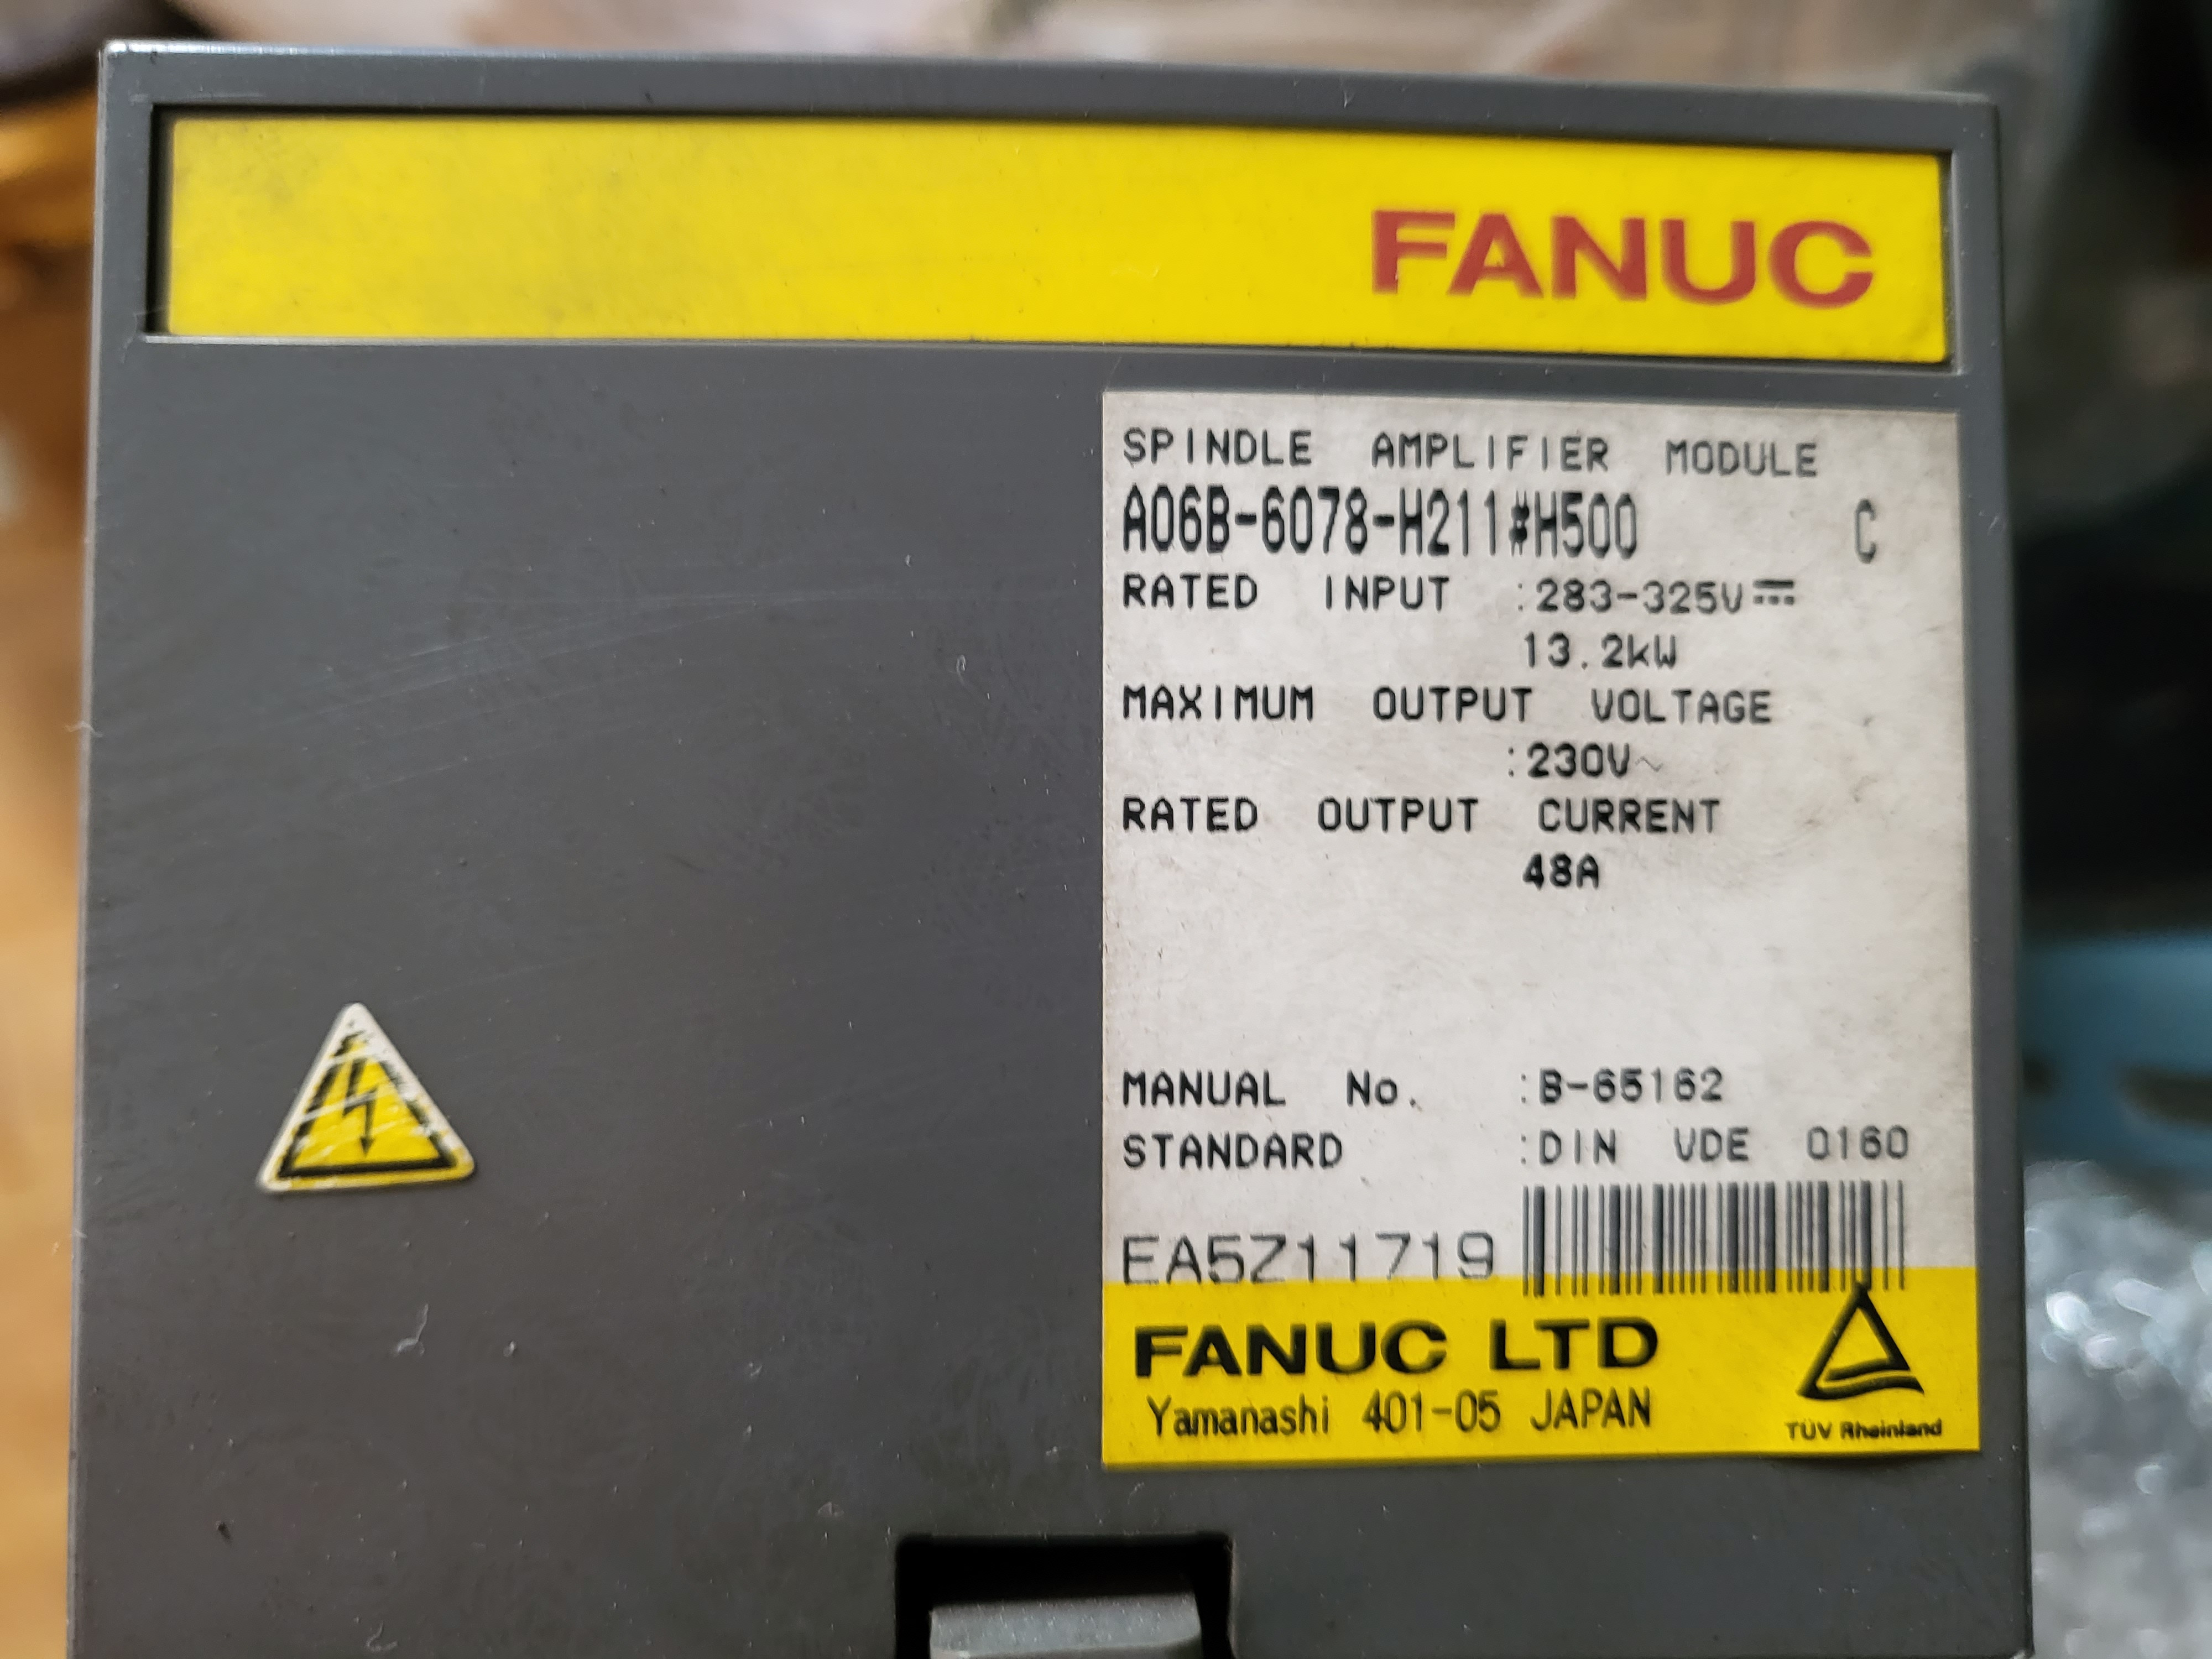 FANUC
SPINDLE AMPLIFIER MODULE
A06B-6078-H211#H500 C
RATED INPUT :283-325V⎓
13.2kW
MAXIMUM OUTPUT VOLTAGE
:230V~
RATED OUTPUT CURRENT
48A
MANUAL No. :B-65162
STANDARD :DIN VDE 0160
EA5Z11719
FANUC LTD
Yamanashi 401-05 JAPAN
TÜV Rheinland